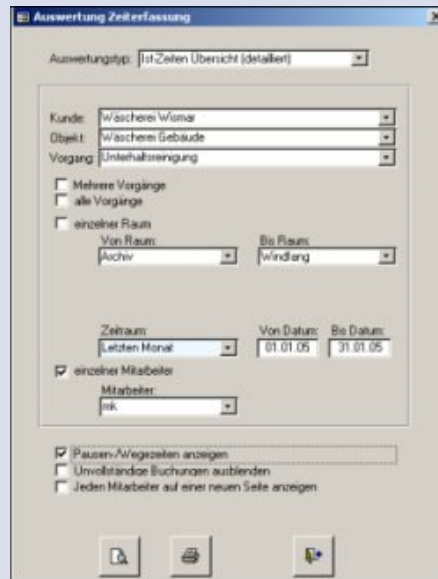 Auswertung Zeiterfassung
Auswertungstyp: Ist-Zeiten Übersicht (detailiert)
Kunde: Wäscherei Wismar
Objekt: Wäscherei Gebäude
Vorgang: Unterhaltsreinigung
Mehrere Vorgänge
alle Vorgänge
einzelner Raum
Von Raum: Bis Raum:
Archiv Windfang
Zeitraum: Von Datum: Bis Datum:
Letzten Monat 01.01.05 31.01.05
einzelner Mitarbeiter
Mitarbeiter:
mk
Pausen-/Wegezeiten anzeigen
Unvollständige Buchungen ausblenden
Jeden Mitarbeiter auf einer neuen Seite anzeigen